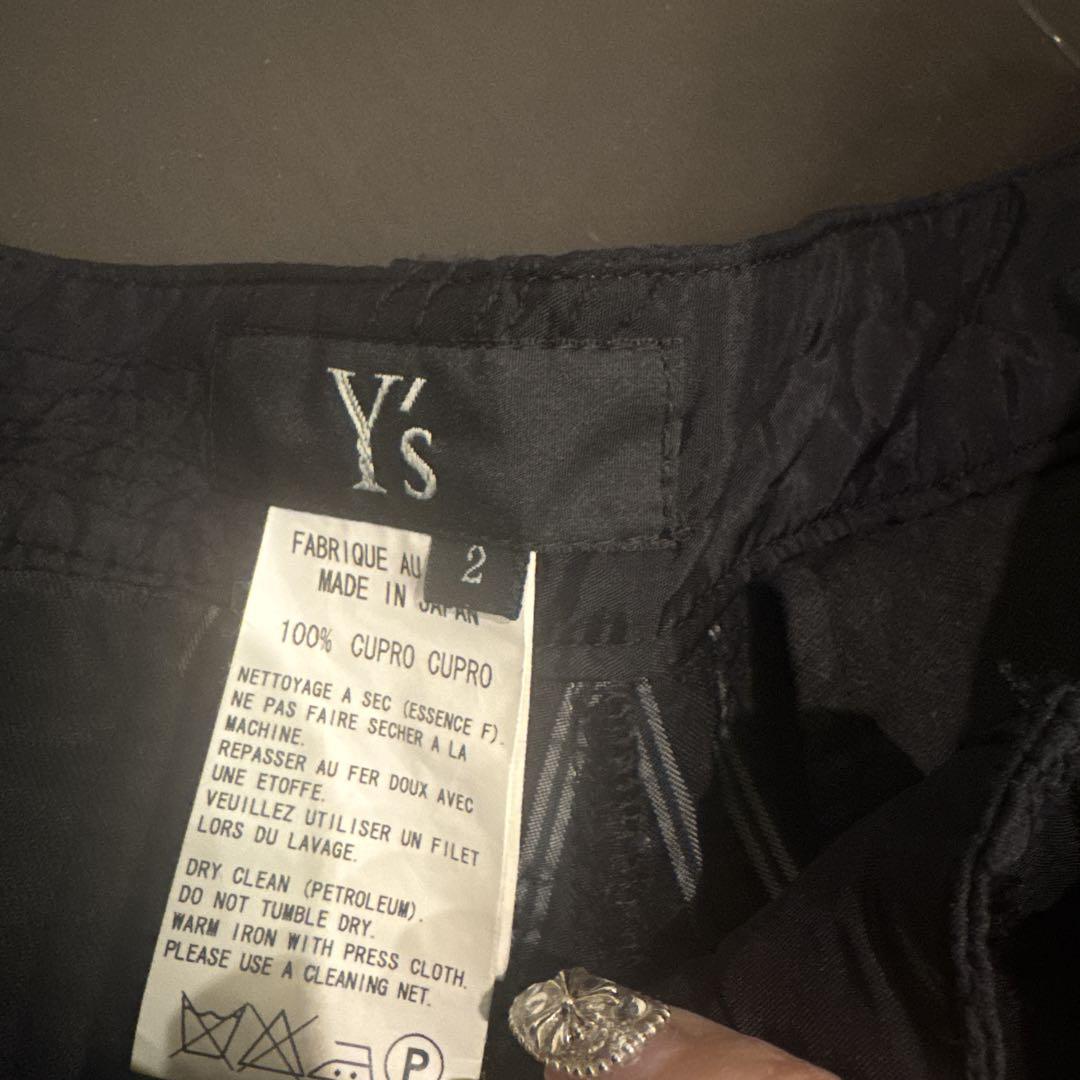 Y's
2
FABRIQUE AU
MADE IN JAPAN
100% CUPRO CUPRO
NETTOYAGE A SEC (ESSENCE F).
NE PAS FAIRE SECHER A LA
MACHINE.
REPASSER AU FER DOUX AVEC
UNE ETOFFE.
VEUILLEZ UTILISER UN FILET
LORS DU LAVAGE.
DRY CLEAN (PETROLEUM).
DO NOT TUMBLE DRY.
WARM IRON WITH PRESS CLOTH.
PLEASE USE A CLEANING NET.
P